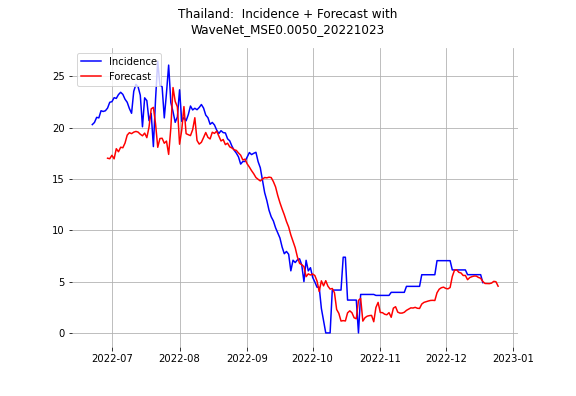 Thailand:  Incidence + Forecast with
WaveNet_MSE0.0050_20221023
Incidence
Forecast
25
20
15
10
5
0
2022-07 2022-08 2022-09 2022-10 2022-11 2022-12 2023-01